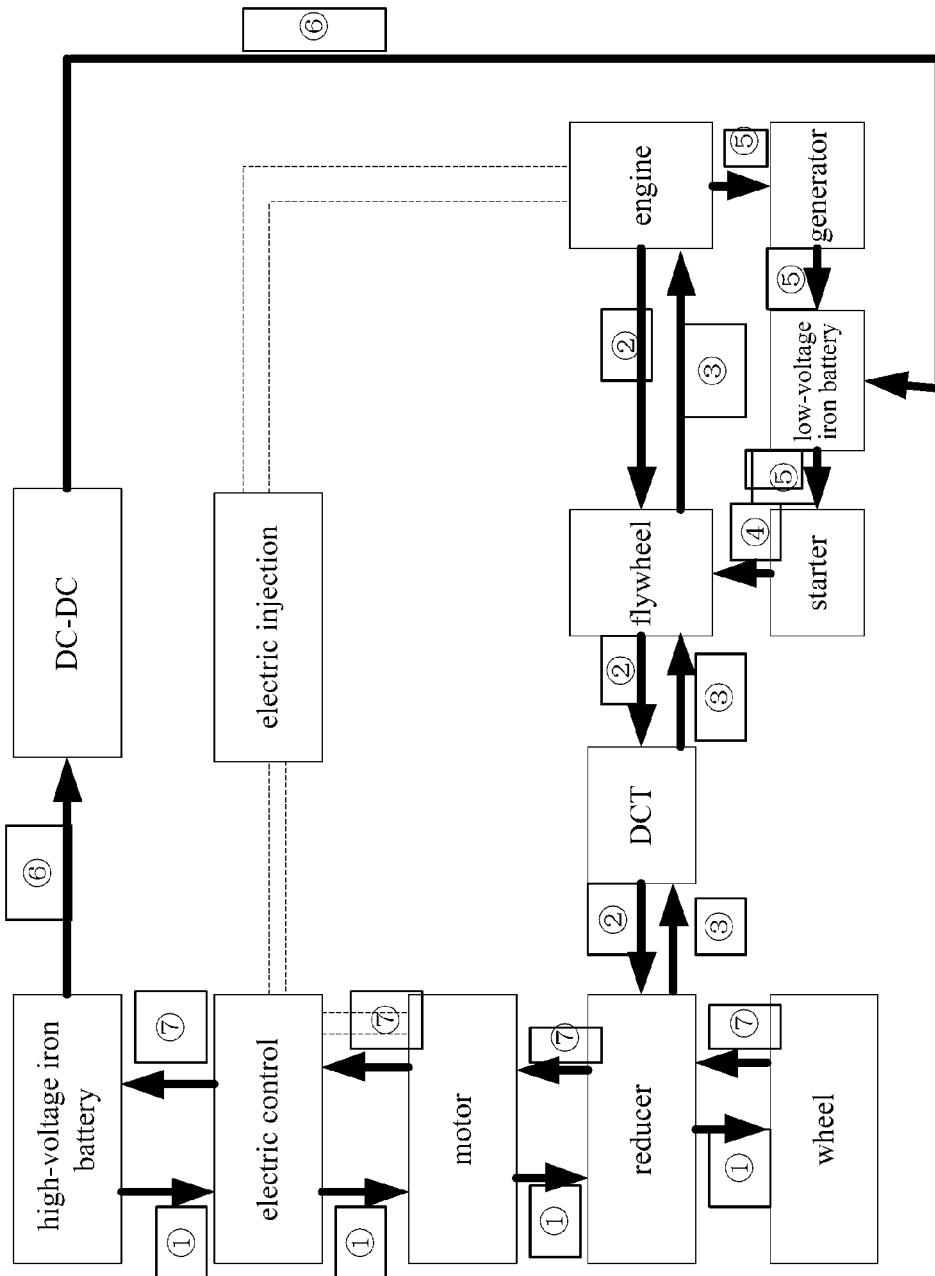 high-voltage iron
battery
⑥
DC-DC
①
⑦
electric control
electric injection
⑥
①
⑦
motor
①
⑦
reducer
②
DCT
②
flywheel
②
engine
③
③
③
①
⑦
④
⑤
⑤
⑤
wheel
starter
low-voltage
iron battery
generator